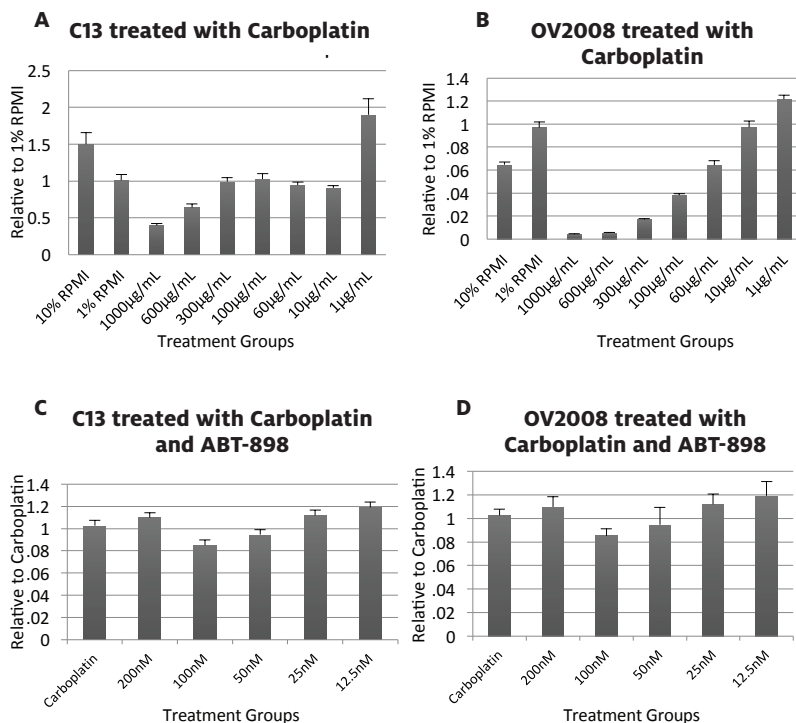 A
C13 treated with Carboplatin
Relative to 1% RPMI
2.5
2
1.5
1
0.5
0
10% RPMI
1% RPMI
1000µg/mL
600µg/mL
300µg/mL
100µg/mL
60µg/mL
10µg/mL
1µg/mL
Treatment Groups
B
OV2008 treated with
Carboplatin
Relative to 1% RPMI
1.4
1.2
1
.08
.06
.04
.02
0
10% RPMI
1% RPMI
1000µg/mL
600µg/mL
300µg/mL
100µg/mL
60µg/mL
10µg/mL
1µg/mL
Treatment Groups
C
C13 treated with Carboplatin
and ABT-898
Relative to Carboplatin
1.4
1.2
1
.08
.06
.04
.02
0
Carboplatin
200nM
100nM
50nM
25nM
12.5nM
Treatment Groups
D
OV2008 treated with
Carboplatin and ABT-898
Relative to Carboplatin
1.4
1.2
1
.08
.06
.04
.02
0
Carboplatin
200nM
100nM
50nM
25nM
12.5nM
Treatment Groups